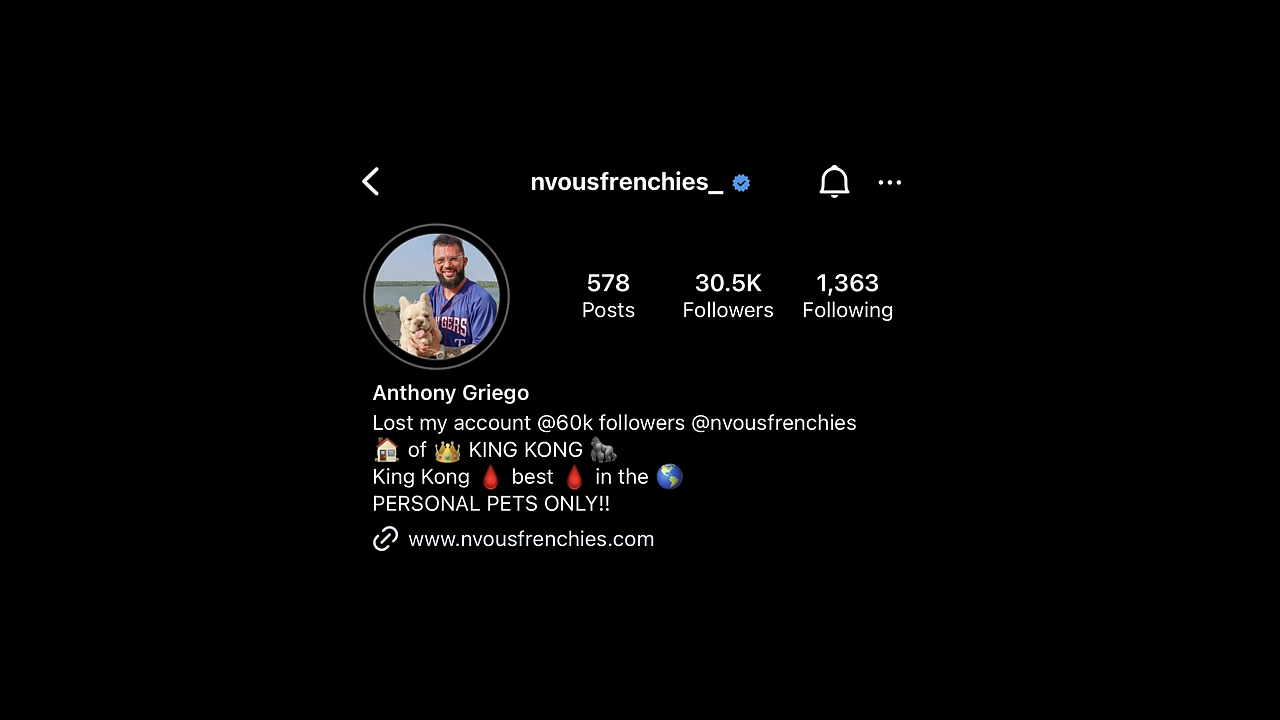 nvousfrenchies_
578 30.5K 1,363
Posts Followers Following
GERS
T
Anthony Griego
Lost my account @60k followers @nvousfrenchies
🏠 of 👑 KING KONG 🦍
King Kong 🩸 best 🩸 in the 🌎
PERSONAL PETS ONLY!!
www.nvousfrenchies.com